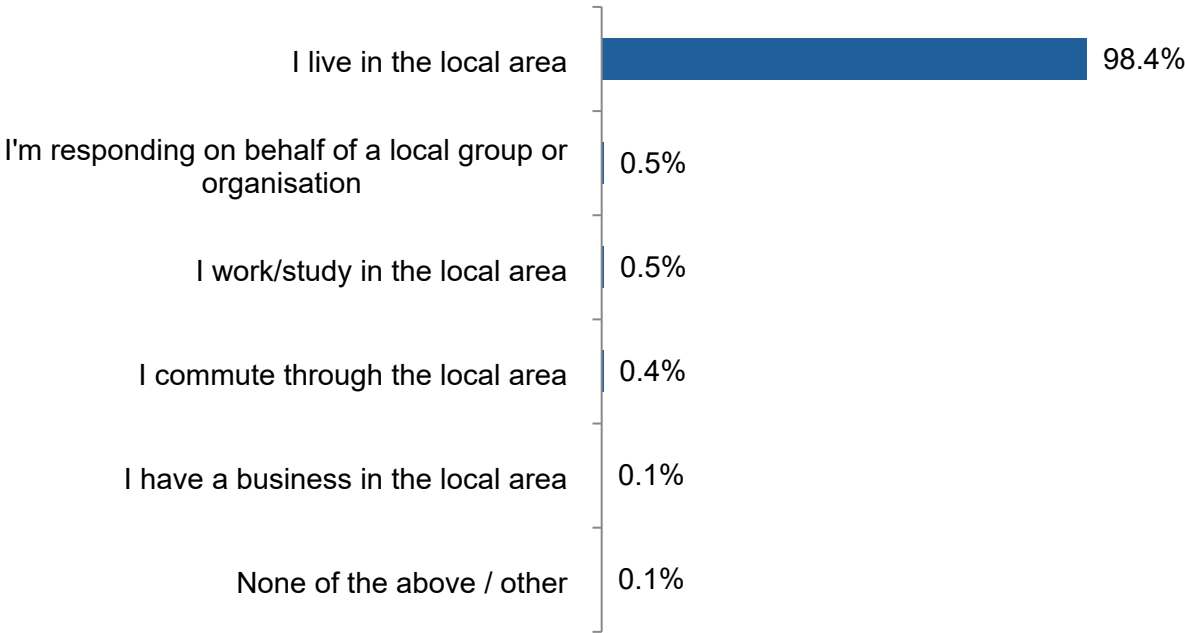 I live in the local area
98.4%
I'm responding on behalf of a local group or
organisation
0.5%
I work/study in the local area
0.5%
I commute through the local area
0.4%
I have a business in the local area
0.1%
None of the above / other
0.1%